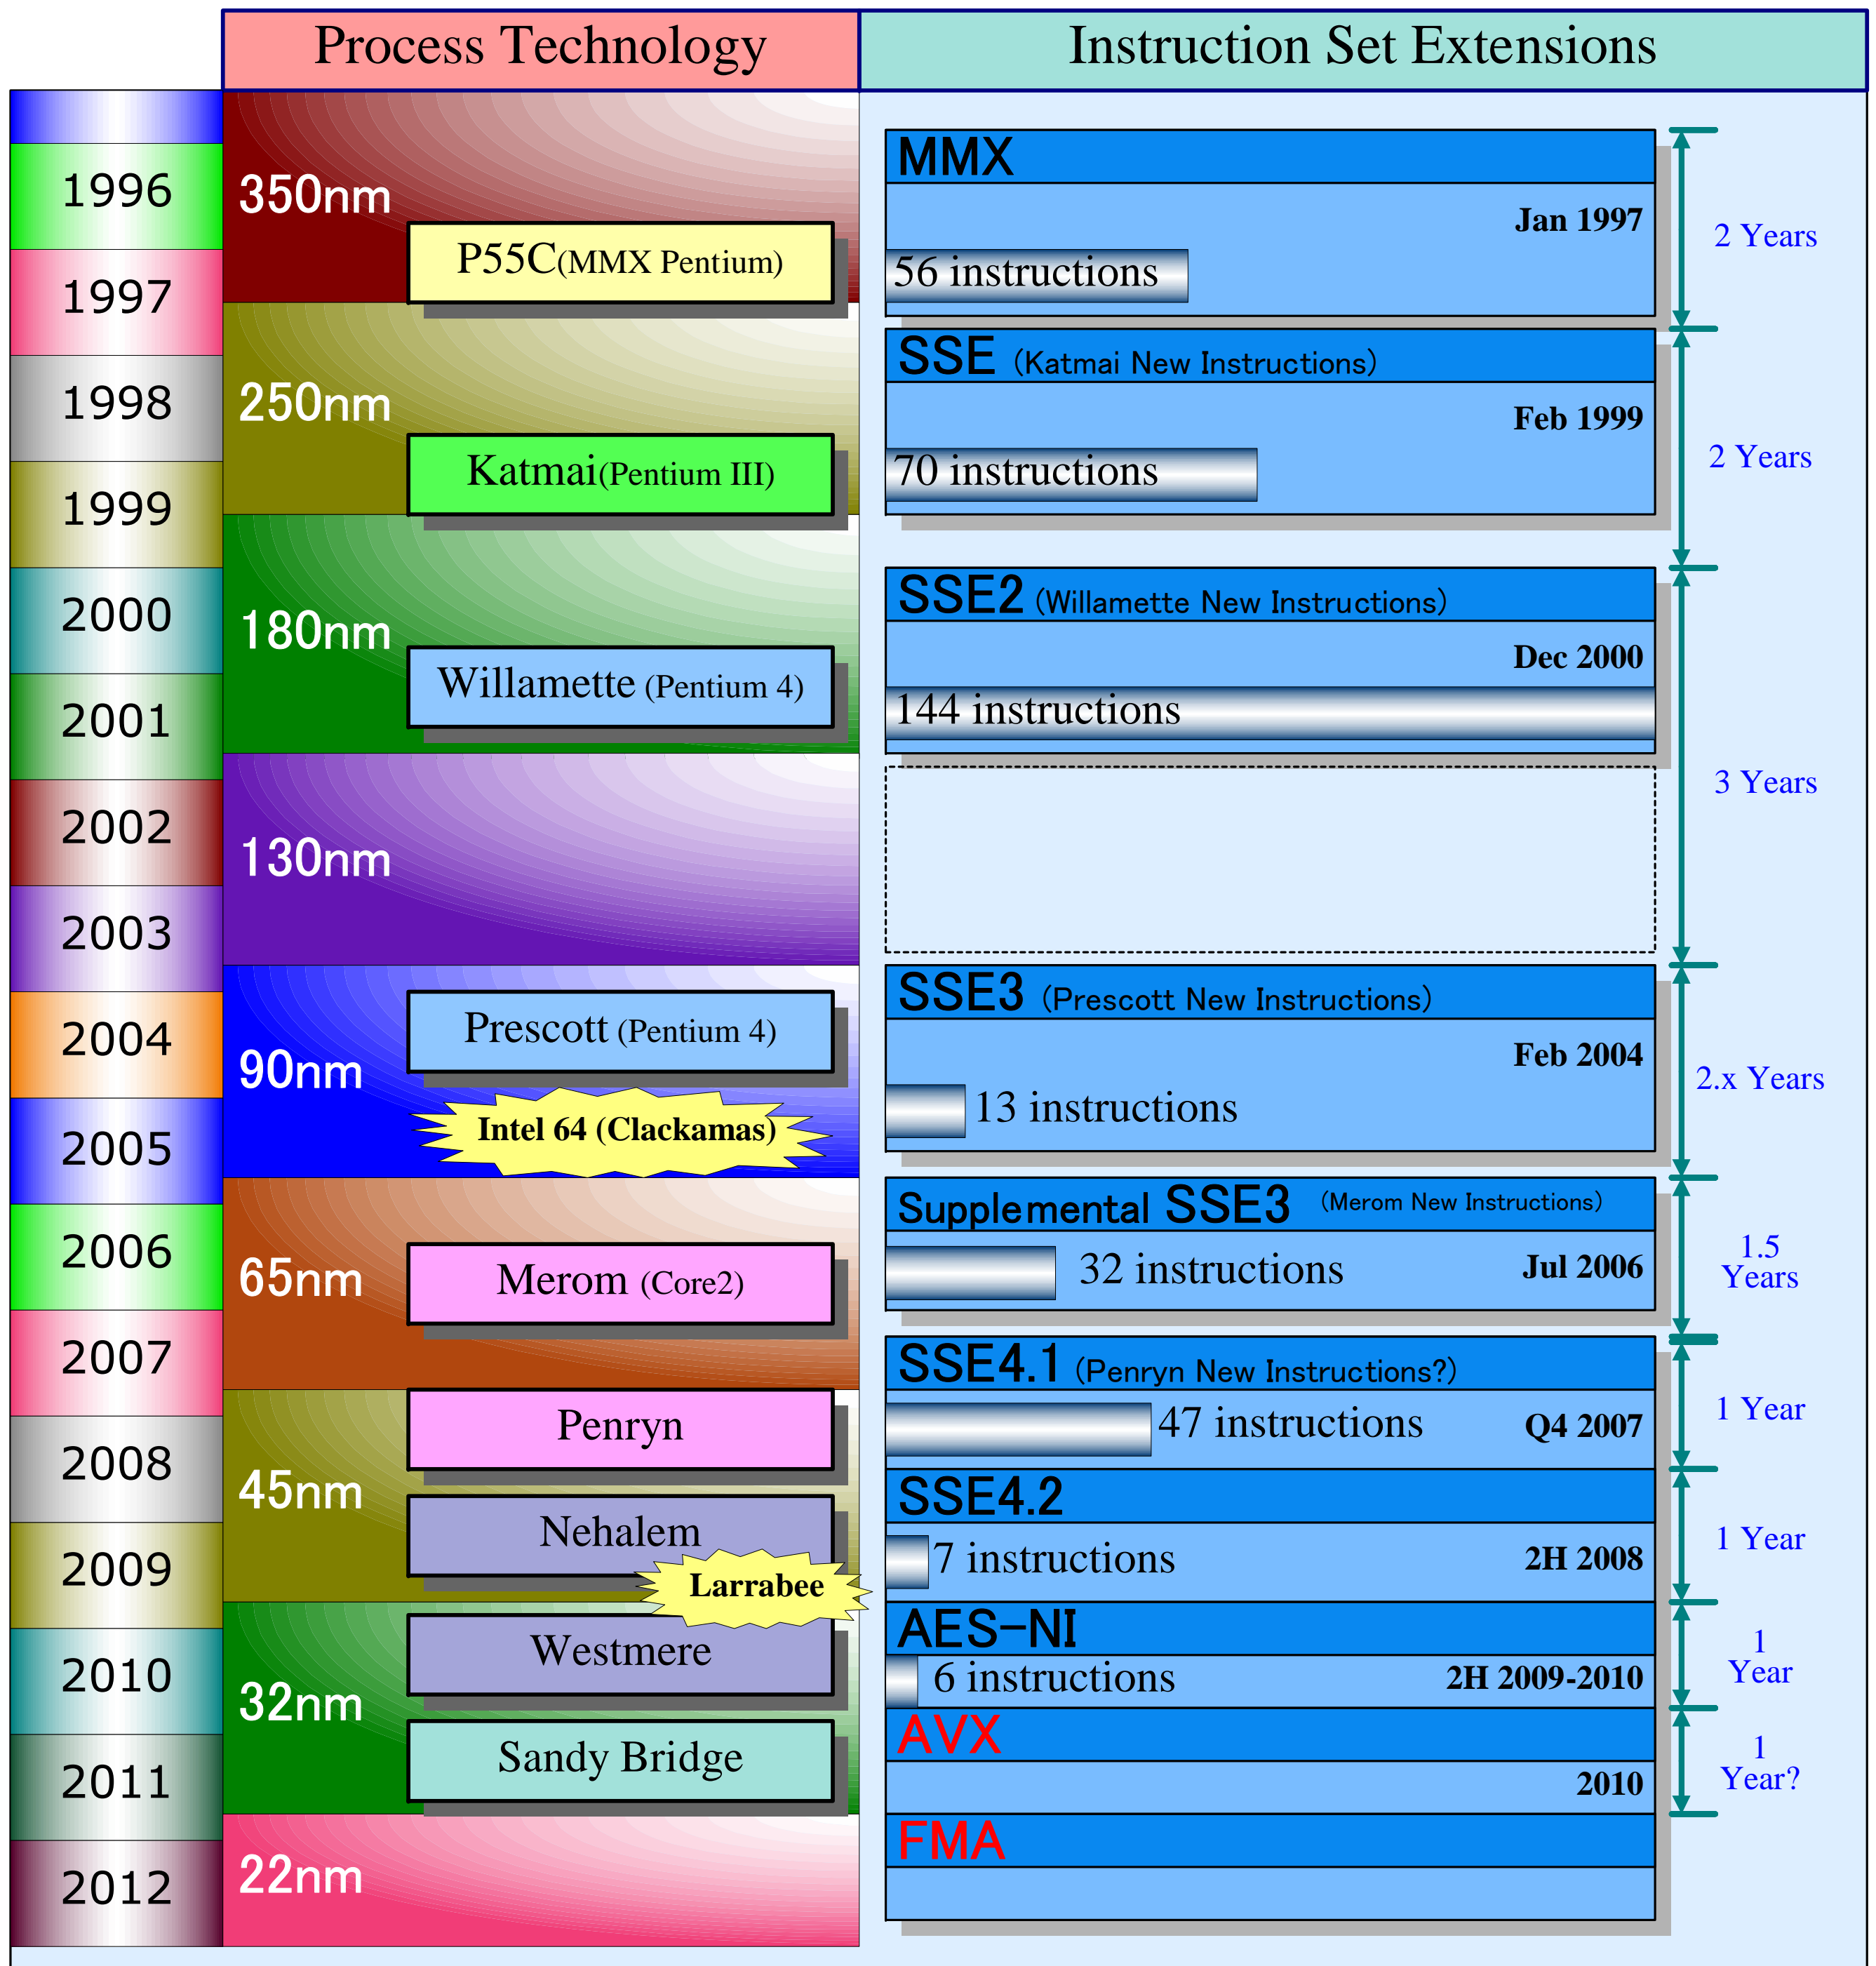 Process Technology
Instruction Set Extensions
1996
1997
1998
1999
2000
2001
2002
2003
2004
2005
2006
2007
2008
2009
2010
2011
2012
350nm
P55C(MMX Pentium)
250nm
Katmai(Pentium III)
180nm
Willamette (Pentium 4)
130nm
90nm
Prescott (Pentium 4)
Intel 64 (Clackamas)
65nm
Merom (Core2)
45nm
Penryn
Nehalem
Larrabee
32nm
Westmere
Sandy Bridge
22nm
MMX
Jan 1997
56 instructions
SSE (Katmai New Instructions)
Feb 1999
70 instructions
SSE2 (Willamette New Instructions)
Dec 2000
144 instructions
SSE3 (Prescott New Instructions)
Feb 2004
13 instructions
Supplemental SSE3 (Merom New Instructions)
32 instructions
Jul 2006
SSE4.1 (Penryn New Instructions?)
47 instructions
Q4 2007
SSE4.2
7 instructions
2H 2008
AES-NI
6 instructions
2H 2009-2010
AVX
2010
FMA
2 Years
2 Years
3 Years
2.x Years
1.5
Years
1 Year
1 Year
1
Year
1
Year?